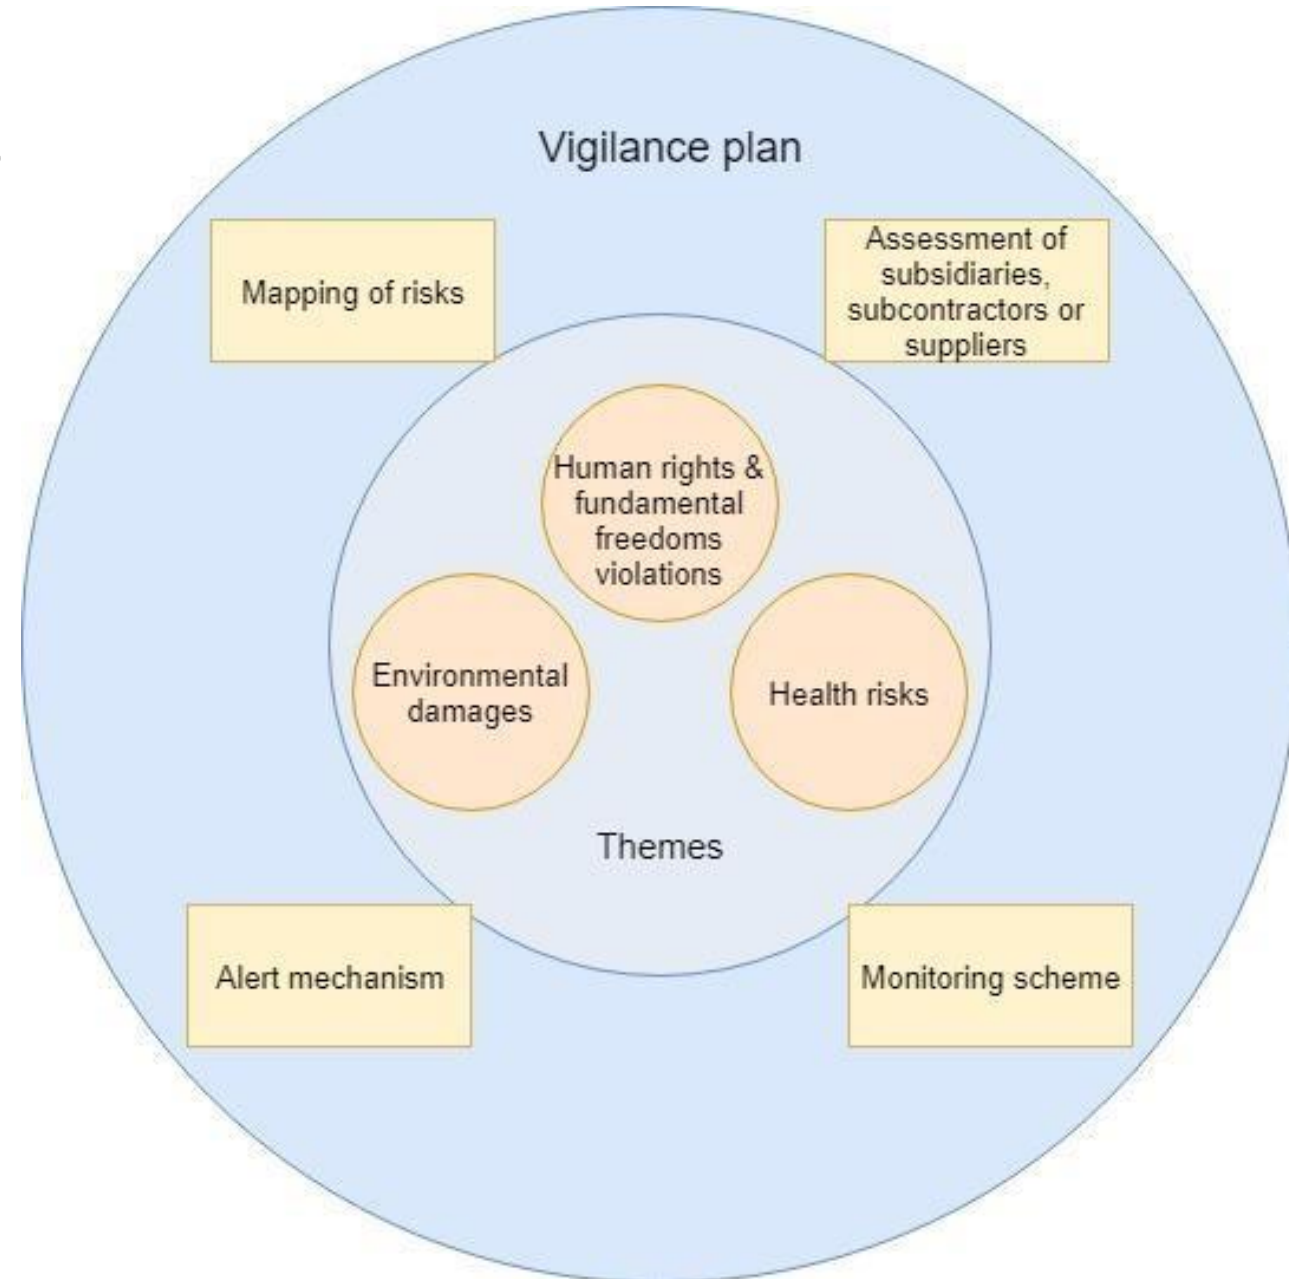 Vigilance plan
Mapping of risks
Assessment of
subsidiaries,
subcontractors or
suppliers
Human rights &
fundamental
freedoms
violations
Environmental
damages
Health risks
Themes
Alert mechanism
Monitoring scheme